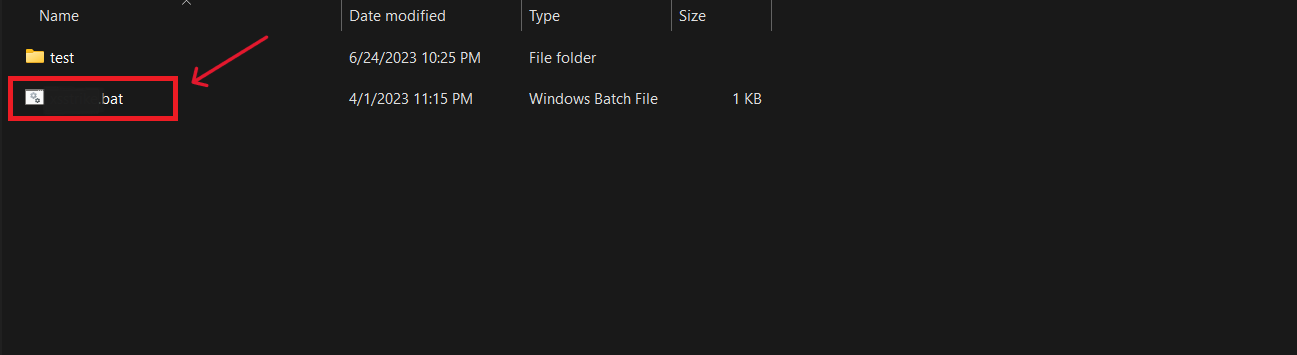 Name Date modified Type Size
test 6/24/2023 10:25 PM File folder
.bat 4/1/2023 11:15 PM Windows Batch File 1 KB